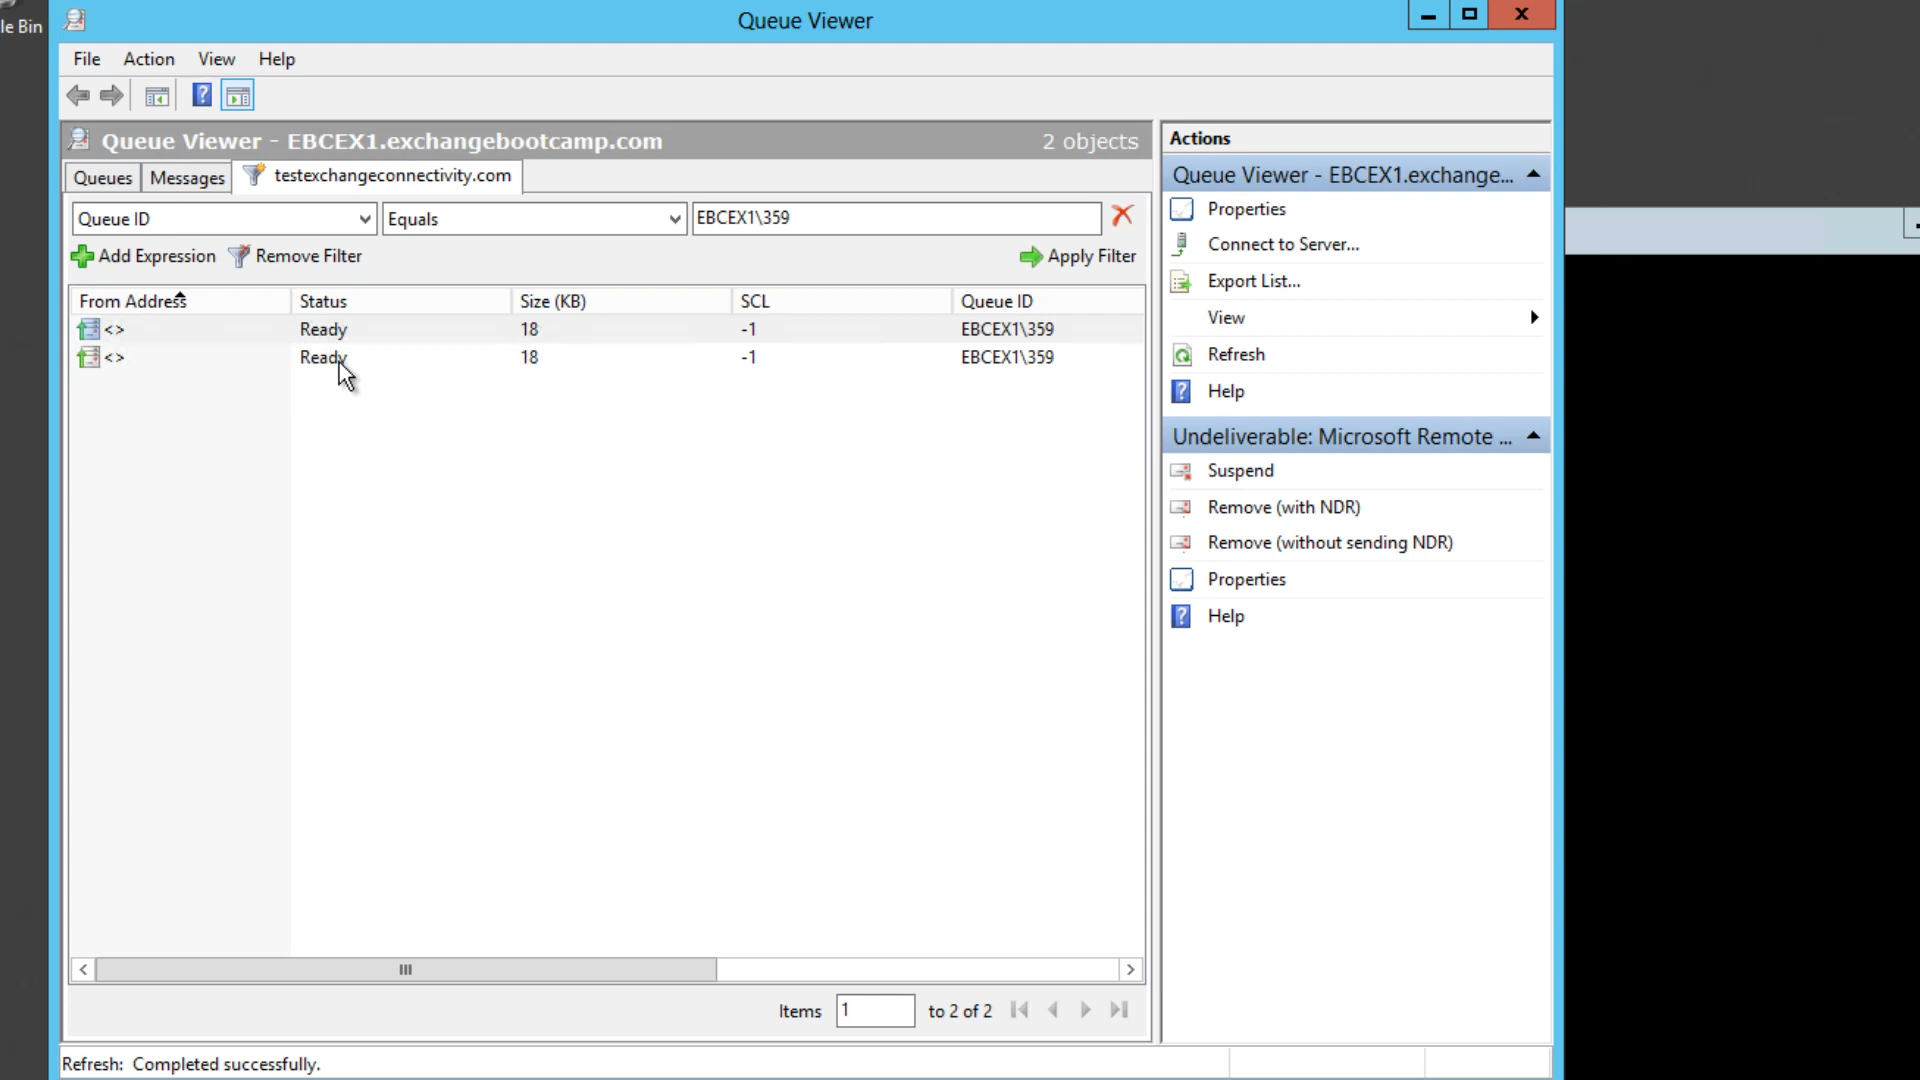 le Bin
Queue Viewer
File Action View Help
Queue Viewer - EBCEX1.exchangebootcamp.com 2 objects
Queues Messages testexchangeconnectivity.com
Queue ID Equals EBCEX1\359
Add Expression Remove Filter Apply Filter
From Address Status Size (KB) SCL Queue ID
<> Ready 18 -1 EBCEX1\359
<> Ready 18 -1 EBCEX1\359
Items 1 to 2 of 2
Refresh: Completed successfully.
Actions
Queue Viewer - EBCEX1.exchange...
Properties
Connect to Server...
Export List...
View
Refresh
Help
Undeliverable: Microsoft Remote ...
Suspend
Remove (with NDR)
Remove (without sending NDR)
Properties
Help